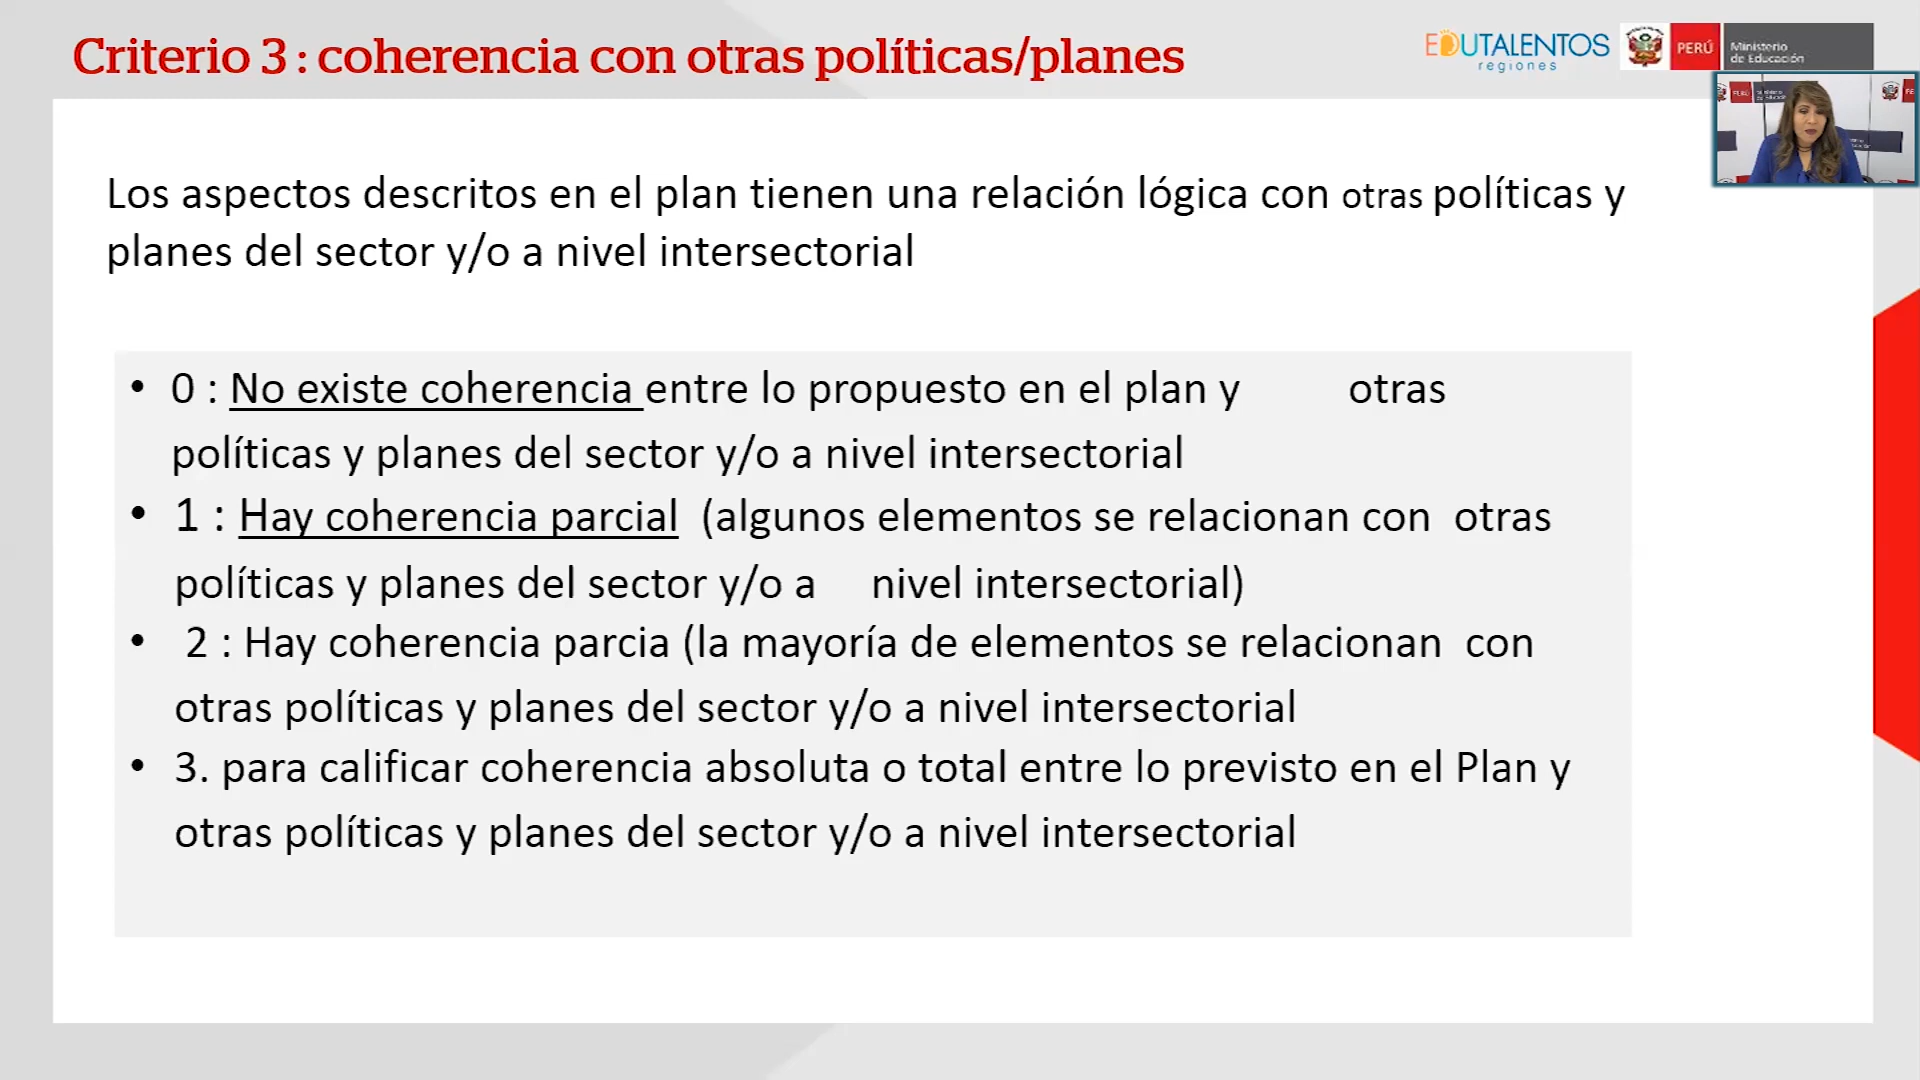 Criterio 3 : coherencia con otras políticas/planes
EDUTALENTOS
regiones
PERÚ
Ministerio
de Educación
PERÚ
Los aspectos descritos en el plan tienen una relación lógica con otras políticas y
planes del sector y/o a nivel intersectorial
• 0 : No existe coherencia entre lo propuesto en el plan y otras
políticas y planes del sector y/o a nivel intersectorial
• 1 : Hay coherencia parcial (algunos elementos se relacionan con otras
políticas y planes del sector y/o a nivel intersectorial)
• 2 : Hay coherencia parcia (la mayoría de elementos se relacionan con
otras políticas y planes del sector y/o a nivel intersectorial
• 3. para calificar coherencia absoluta o total entre lo previsto en el Plan y
otras políticas y planes del sector y/o a nivel intersectorial